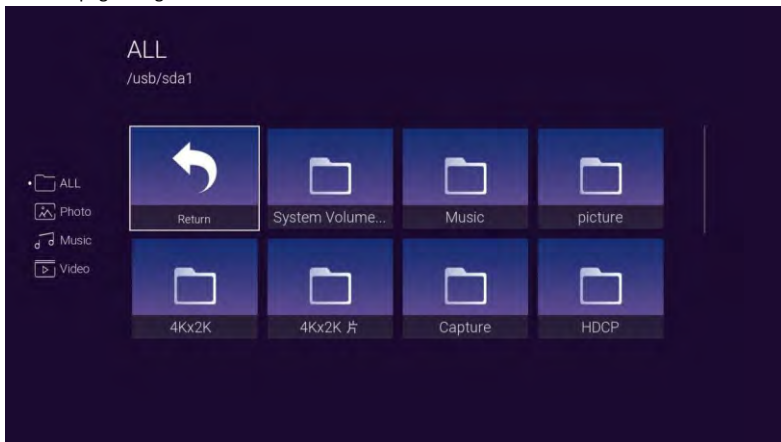 ALL
/usb/sda1
ALL
Photo
Music
Video
Return
System Volume...
Music
picture
4Kx2K
4Kx2K 片
Capture
HDCP